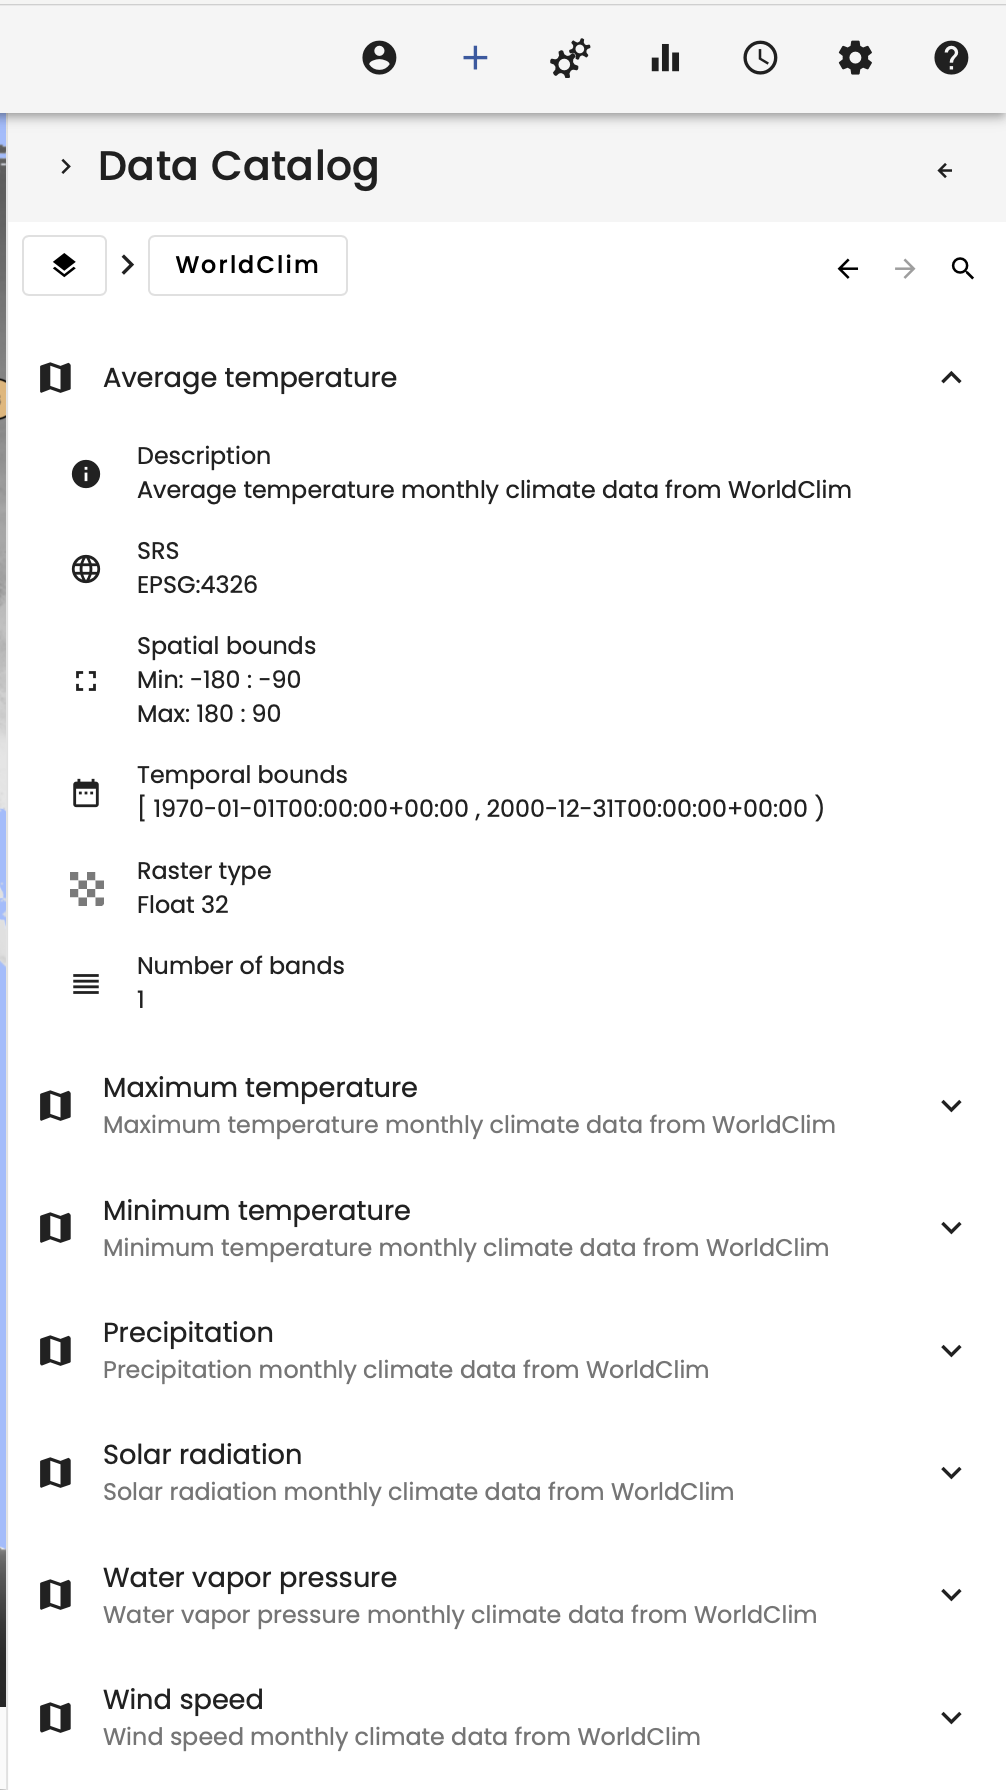 Data Catalog
WorldClim
Average temperature
Description
Average temperature monthly climate data from WorldClim
SRS
EPSG:4326
Spatial bounds
Min: -180 : -90
Max: 180 : 90
Temporal bounds
[ 1970-01-01T00:00:00+00:00 , 2000-12-31T00:00:00+00:00 )
Raster type
Float 32
Number of bands
1
Maximum temperature
Maximum temperature monthly climate data from WorldClim
Minimum temperature
Minimum temperature monthly climate data from WorldClim
Precipitation
Precipitation monthly climate data from WorldClim
Solar radiation
Solar radiation monthly climate data from WorldClim
Water vapor pressure
Water vapor pressure monthly climate data from WorldClim
Wind speed
Wind speed monthly climate data from WorldClim